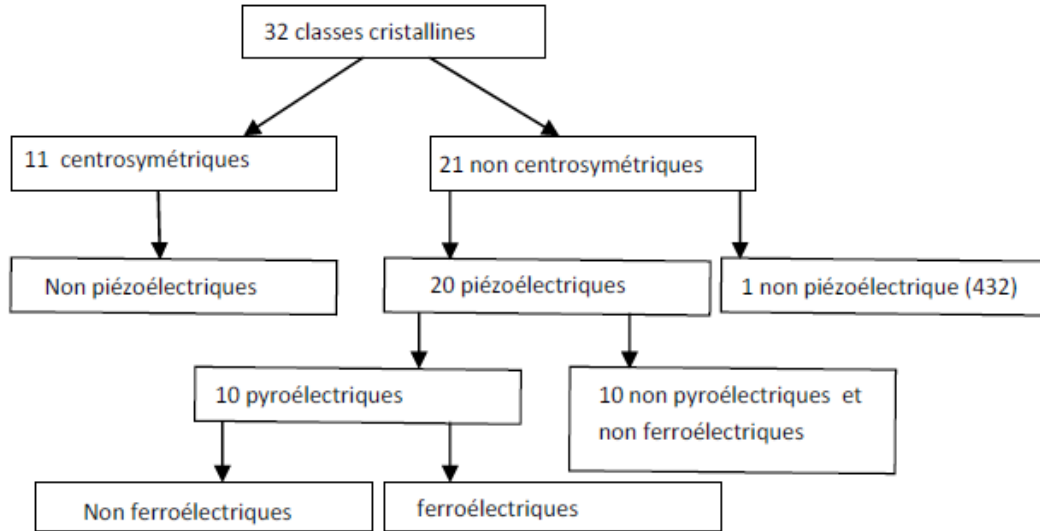 32 classes cristallines
11 centrosymétriques
21 non centrosymétriques
Non piézoélectriques
20 piézoélectriques
1 non piézoélectrique (432)
10 pyroélectriques
10 non pyroélectriques et
non ferroélectriques
Non ferroélectriques
ferroélectriques